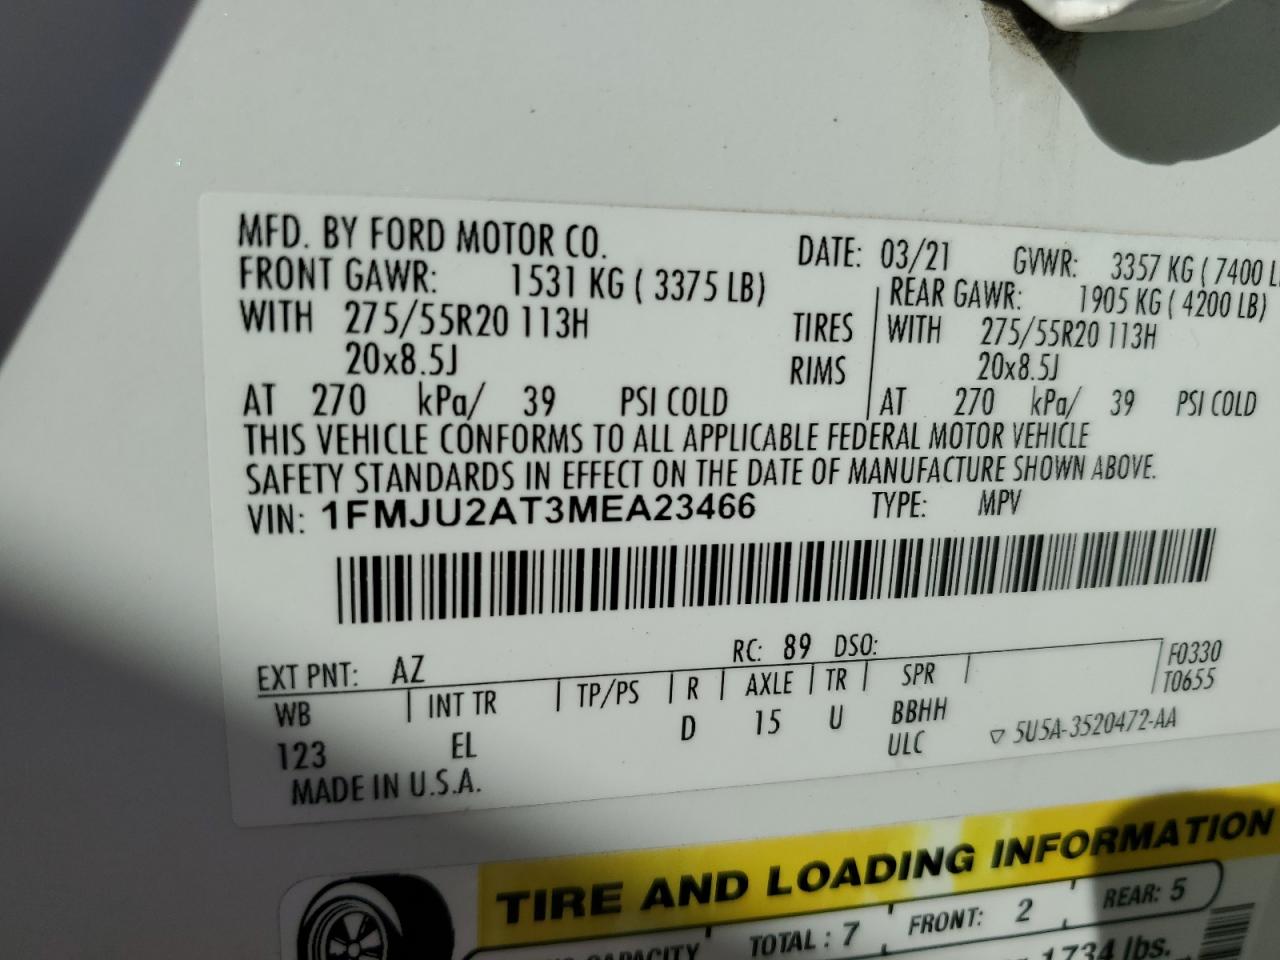 MFD. BY FORD MOTOR CO.
DATE: 03/21 GVWR: 3357 KG ( 7400 L
FRONT GAWR: 1531 KG ( 3375 LB) REAR GAWR: 1905 KG ( 4200 LB)
WITH 275/55R20 113H TIRES WITH 275/55R20 113H
20x8.5J RIMS 20x8.5J
AT 270 kPa/ 39 PSI COLD AT 270 kPa/ 39 PSI COLD
THIS VEHICLE CONFORMS TO ALL APPLICABLE FEDERAL MOTOR VEHICLE
SAFETY STANDARDS IN EFFECT ON THE DATE OF MANUFACTURE SHOWN ABOVE.
VIN: 1FMJU2AT3MEA23466 TYPE: MPV
EXT PNT: AZ RC: 89 DSO: F0330
WB INT TR TP/PS R AXLE TR SPR T0655
123 EL D 15 U BBHH
ULC 5U5A-3520472-AA
MADE IN U.S.A.
TIRE AND LOADING INFORMATION
CAPACITY TOTAL : 7 FRONT: 2 REAR: 5
1734 lbs.